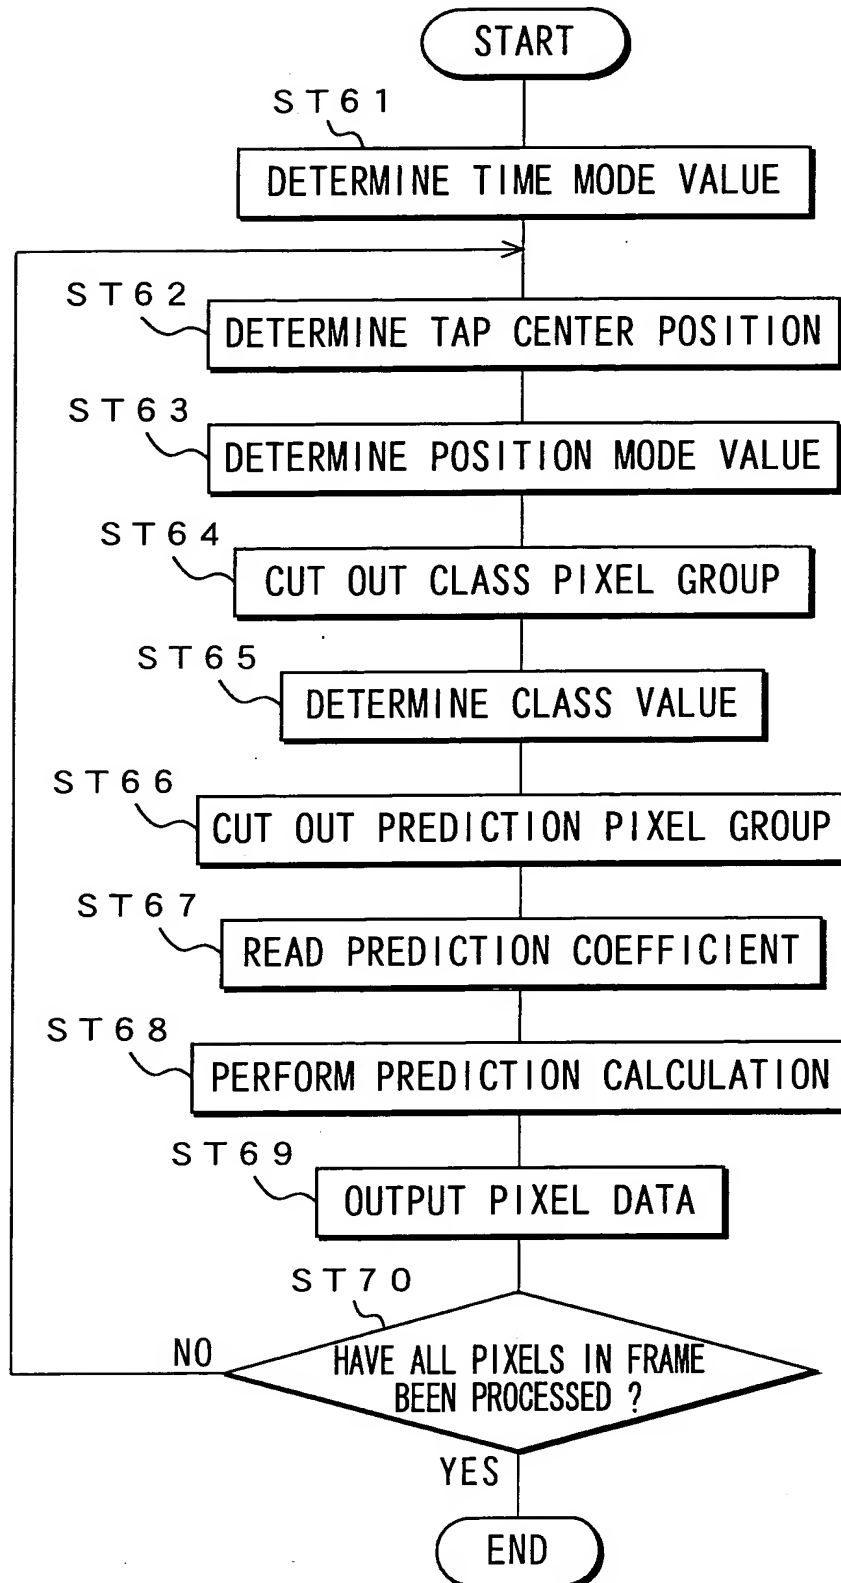 START
ST61
DETERMINE TIME MODE VALUE
ST62
DETERMINE TAP CENTER POSITION
ST63
DETERMINE POSITION MODE VALUE
ST64
CUT OUT CLASS PIXEL GROUP
ST65
DETERMINE CLASS VALUE
ST66
CUT OUT PREDICTION PIXEL GROUP
ST67
READ PREDICTION COEFFICIENT
ST68
PERFORM PREDICTION CALCULATION
ST69
OUTPUT PIXEL DATA
ST70
NO
HAVE ALL PIXELS IN FRAME
BEEN PROCESSED ?
YES
END